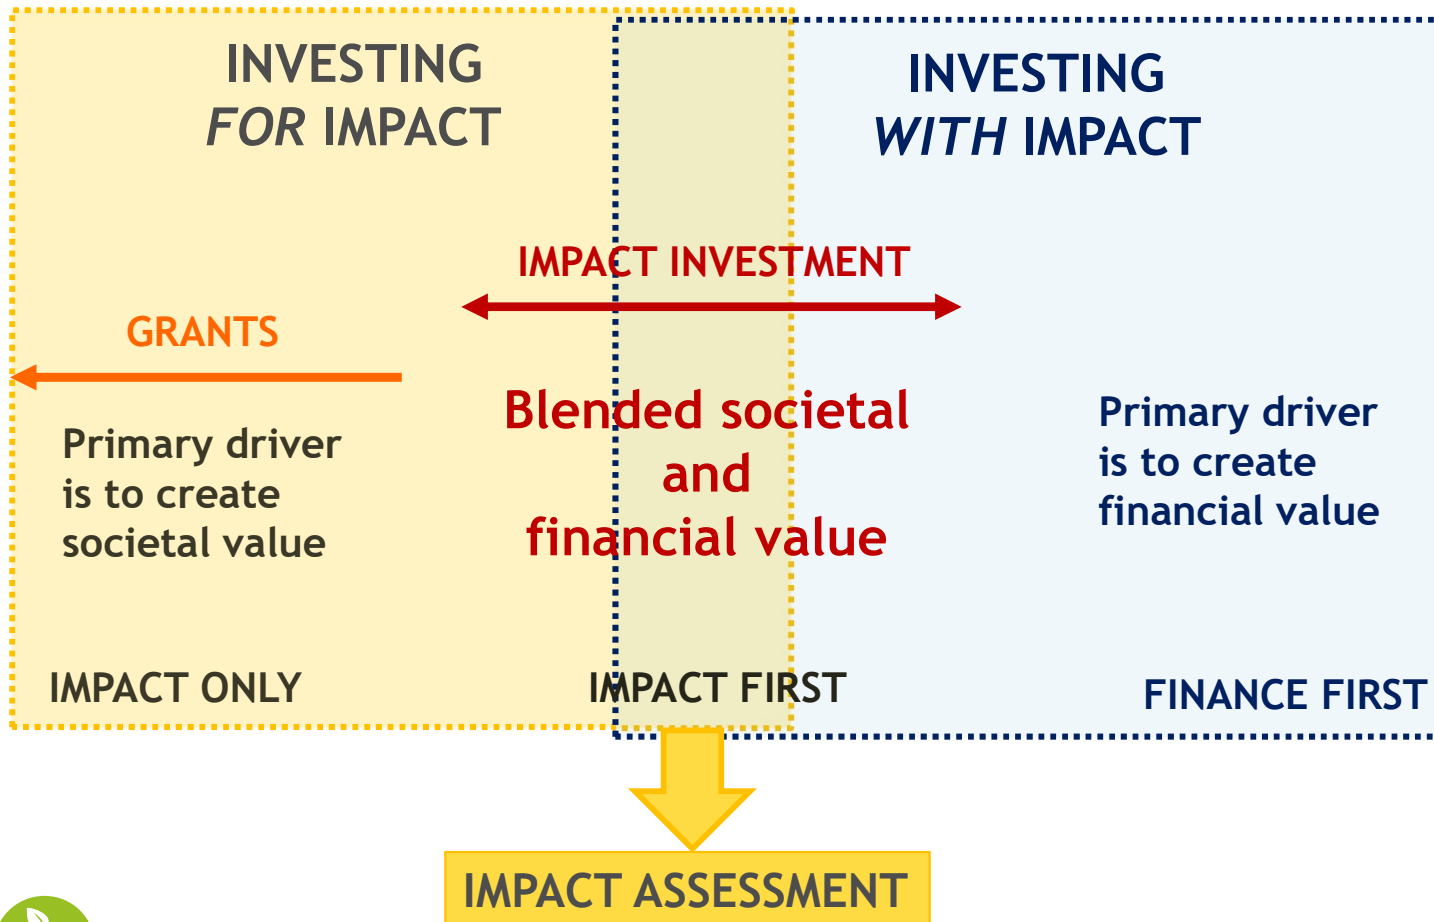 INVESTING
FOR IMPACT
INVESTING
WITH IMPACT
IMPACT INVESTMENT
GRANTS
Blended societal
and
financial value
Primary driver
is to create
societal value
Primary driver
is to create
financial value
IMPACT ONLY
IMPACT FIRST
FINANCE FIRST
IMPACT ASSESSMENT